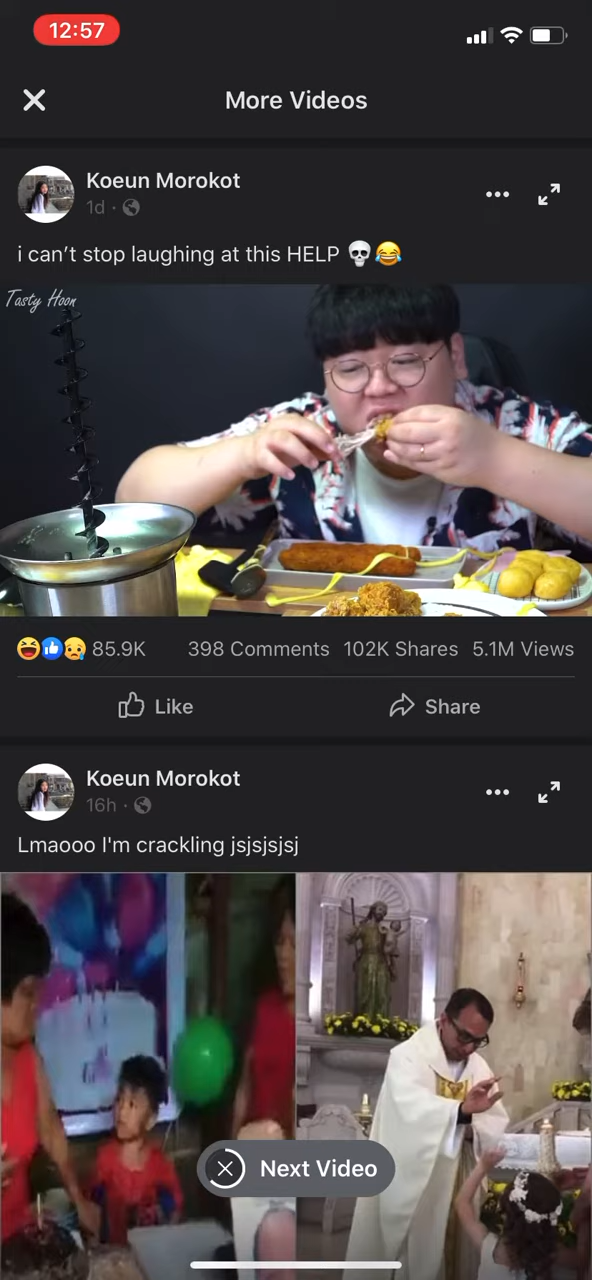 12:57
More Videos
Koeun Morokot
1d ·
i can’t stop laughing at this HELP 💀😂
Tasty Hoon
85.9K 398 Comments 102K Shares 5.1M Views
Like Share
Koeun Morokot
16h ·
Lmaooo I'm crackling jsjsjsjsj
Next Video